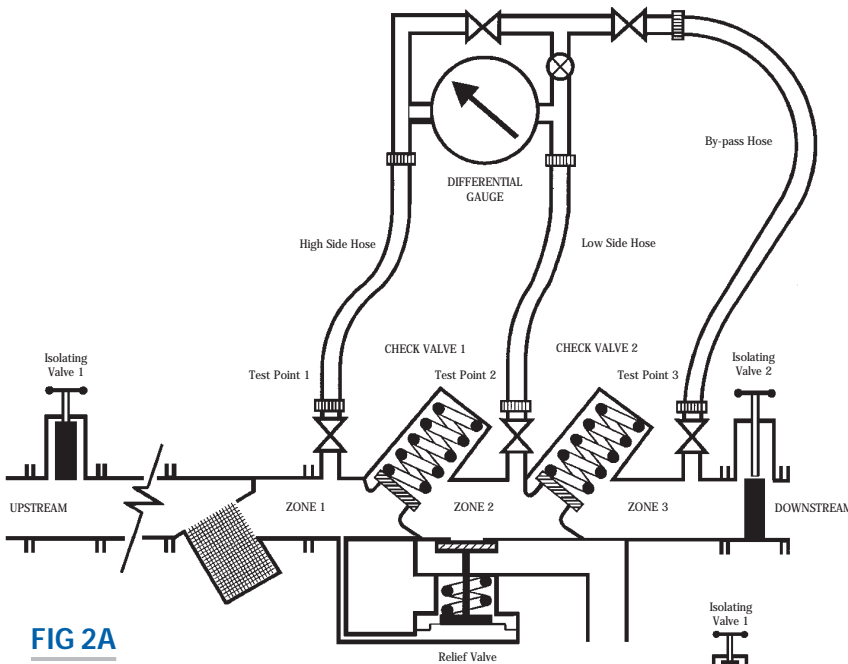 By-pass Hose
DIFFERENTIAL
GAUGE
High Side Hose
Low Side Hose
CHECK VALVE 1
CHECK VALVE 2
Isolating
Valve 1
Isolating
Valve 2
Test Point 1
Test Point 2
Test Point 3
UPSTREAM
ZONE 1
ZONE 2
ZONE 3
DOWNSTREAM
Isolating
Valve 1
FIG 2A
Relief Valve